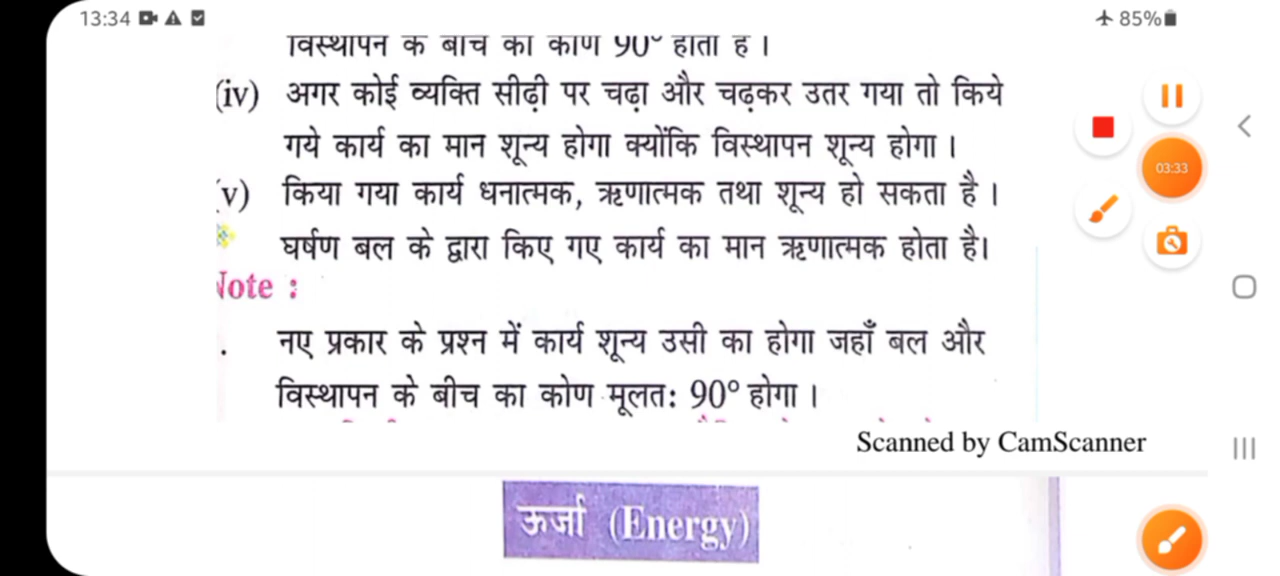 13:34
85%
विस्थापन के बीच का कोण 90° होता है ।
(iv) अगर कोई व्यक्ति सीढ़ी पर चढ़ा और चढ़कर उतर गया तो किये
गये कार्य का मान शून्य होगा क्योंकि विस्थापन शून्य होगा ।
v) किया गया कार्य धनात्मक, ऋणात्मक तथा शून्य हो सकता है ।
03:33
घर्षण बल के द्वारा किए गए कार्य का मान ऋणात्मक होता है।
Note :
. नए प्रकार के प्रश्न में कार्य शून्य उसी का होगा जहाँ बल और
विस्थापन के बीच का कोण मूलत: 90° होगा ।
Scanned by CamScanner
ऊर्जा (Energy)